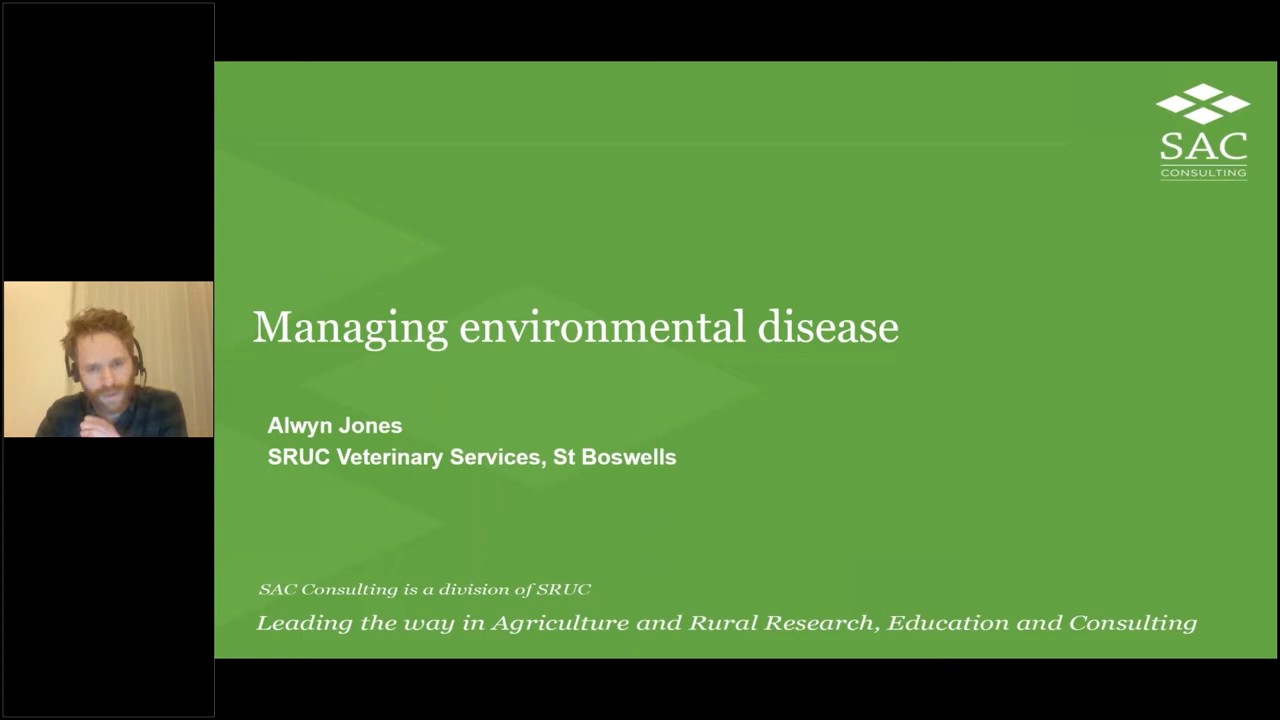 SAC
CONSULTING
Managing environmental disease
Alwyn Jones
SRUC Veterinary Services, St Boswells
SAC Consulting is a division of SRUC
Leading the way in Agriculture and Rural Research, Education and Consulting